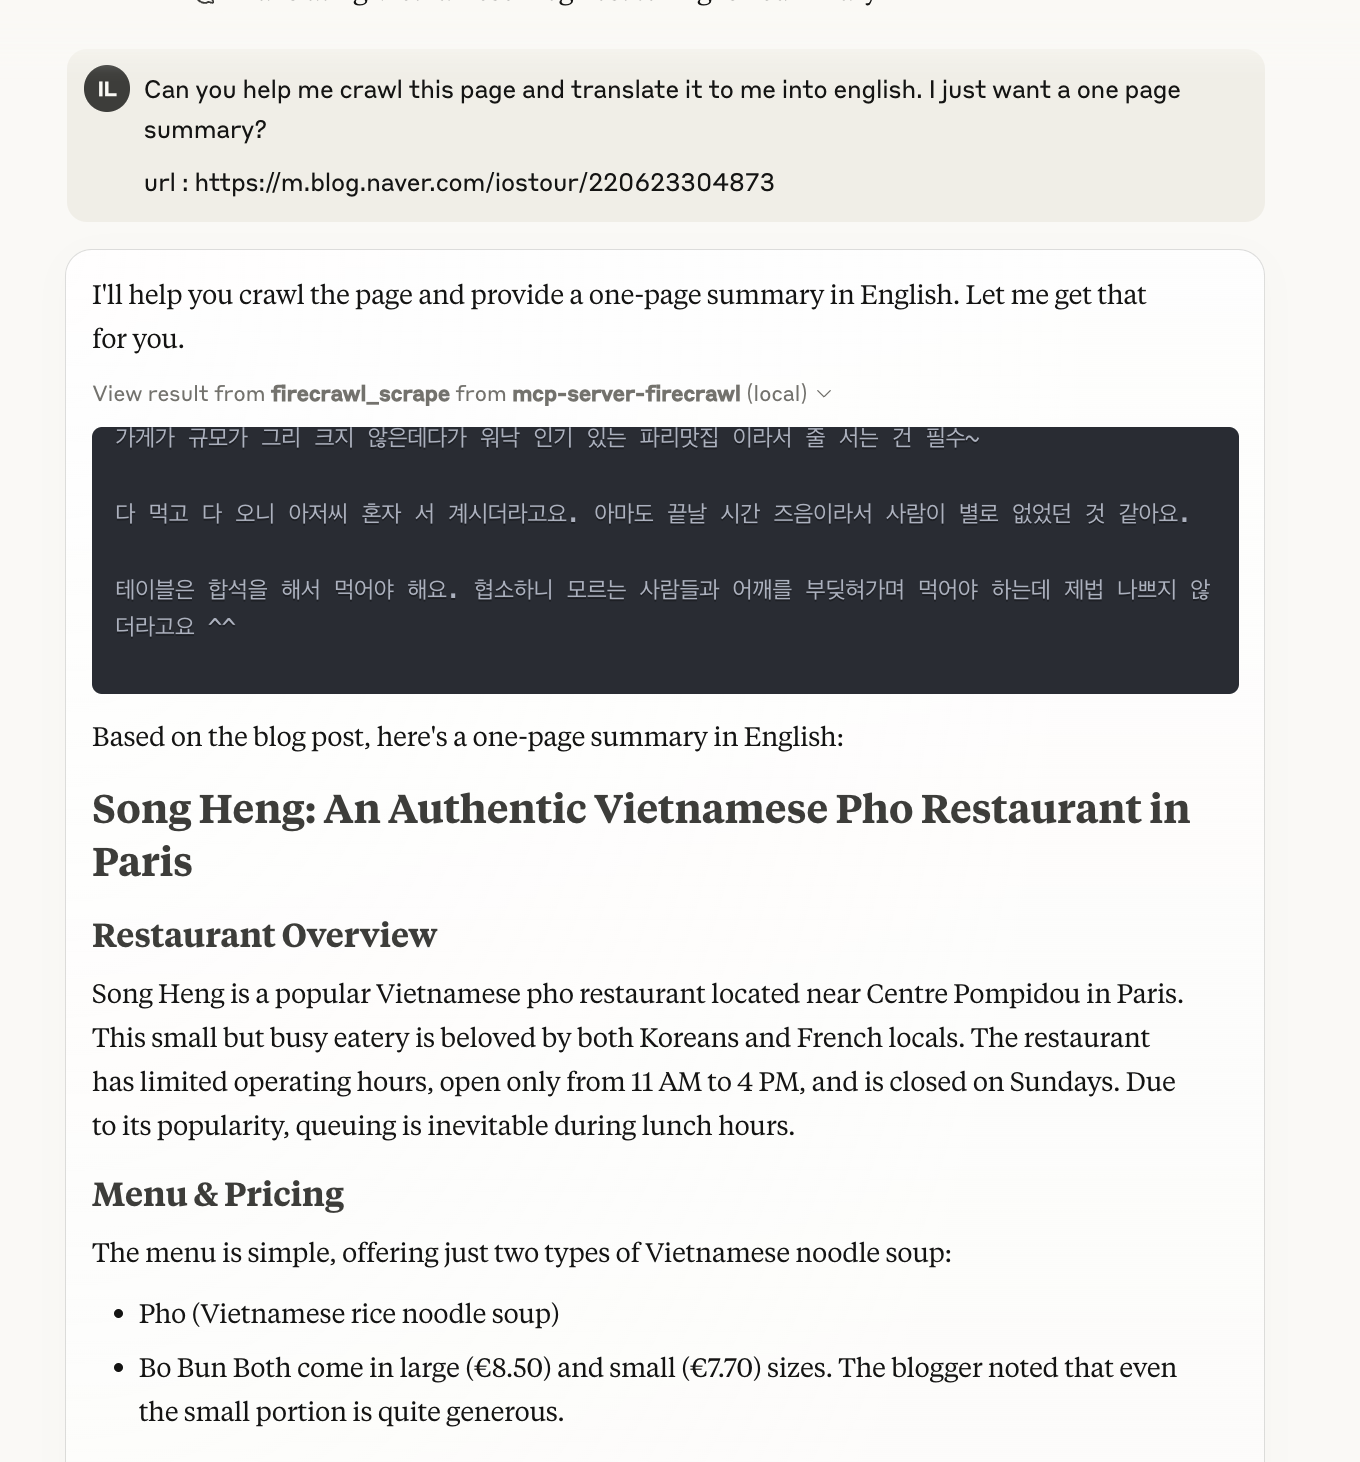 IL
Can you help me crawl this page and translate it to me into english. I just want a one page
summary?
url : https://m.blog.naver.com/iostour/220623304873
I'll help you crawl the page and provide a one-page summary in English. Let me get that
for you.
View result from firecrawl_scrape from mcp-server-firecrawl (local)
가게가 규모가 그리 크지 않은데다가 워낙 인기 있는 파리맛집 이라서 줄 서는 건 필수~
다 먹고 다 오니 아저씨 혼자 서 계시더라고요. 아마도 끝날 시간 즈음이라서 사람이 별로 없었던 것 같아요.
테이블은 합석을 해서 먹어야 해요. 협소하니 모르는 사람들과 어깨를 부딪혀가며 먹어야 하는데 제법 나쁘지 않
더라고요 ^^
Based on the blog post, here's a one-page summary in English:
Song Heng: An Authentic Vietnamese Pho Restaurant in
Paris
Restaurant Overview
Song Heng is a popular Vietnamese pho restaurant located near Centre Pompidou in Paris.
This small but busy eatery is beloved by both Koreans and French locals. The restaurant
has limited operating hours, open only from 11 AM to 4 PM, and is closed on Sundays. Due
to its popularity, queuing is inevitable during lunch hours.
Menu & Pricing
The menu is simple, offering just two types of Vietnamese noodle soup:
• Pho (Vietnamese rice noodle soup)
• Bo Bun Both come in large (€8.50) and small (€7.70) sizes. The blogger noted that even
the small portion is quite generous.